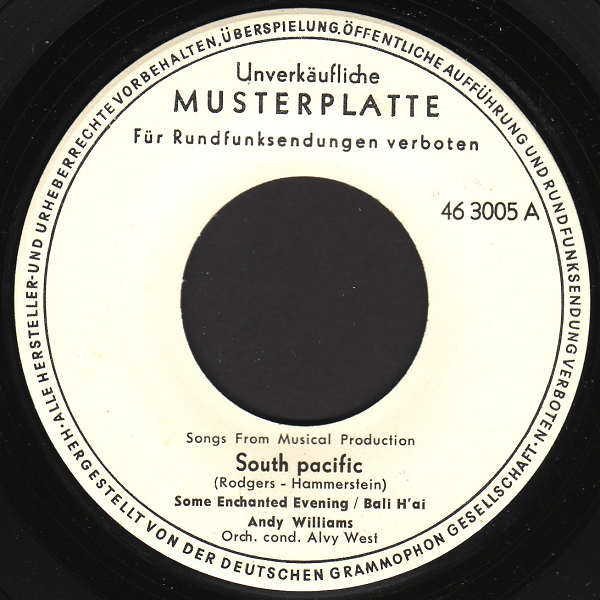 Unverkäufliche
MUSTERPLATTE
Für Rundfunksendungen verboten
46 3005 A
Songs From Musical Production
South pacific
(Rodgers - Hammerstein)
Some Enchanted Evening / Bali H'ai
Andy Williams
Orch. cond. Alvy West
· ALLE HERSTELLER-UND URHEBERRECHTE VORBEHALTEN, ÜBERSPIELUNG, ÖFFENTLICHE AUFFÜHRUNG UND RUNDFUNKSENDUNG VERBOTEN ·
HERGESTELLT VON DER DEUTSCHEN GRAMMOPHON GESELLSCHAFT